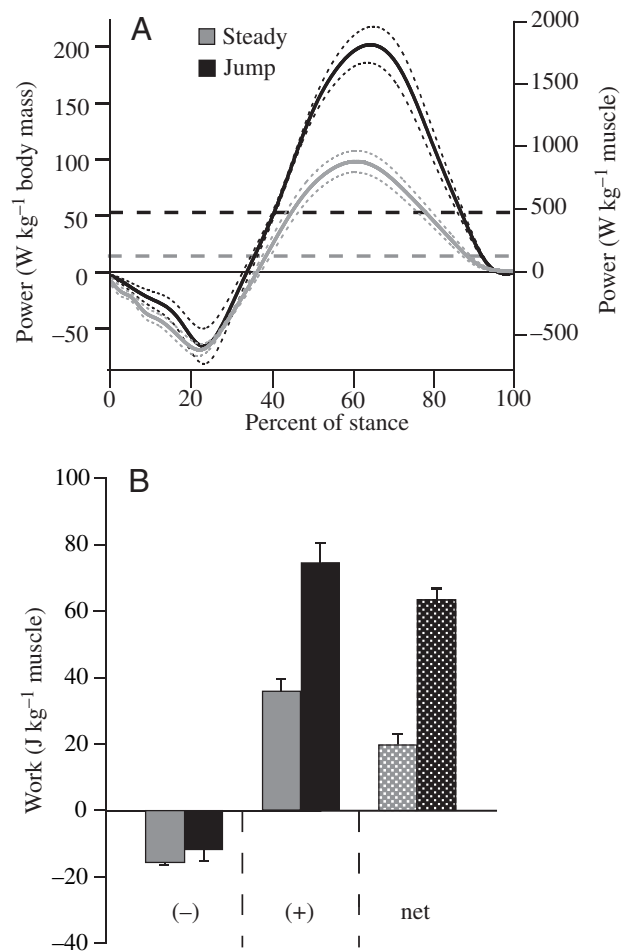 A
Steady
Jump
Power (W kg⁻¹ body mass)
200
150
100
50
0
–50
2000
1500
1000
500
0
–500
Power (W kg⁻¹ muscle)
0 20 40 60 80 100
Percent of stance
B
Work (J kg⁻¹ muscle)
100
80
60
40
20
0
–20
–40
(–) (+) net